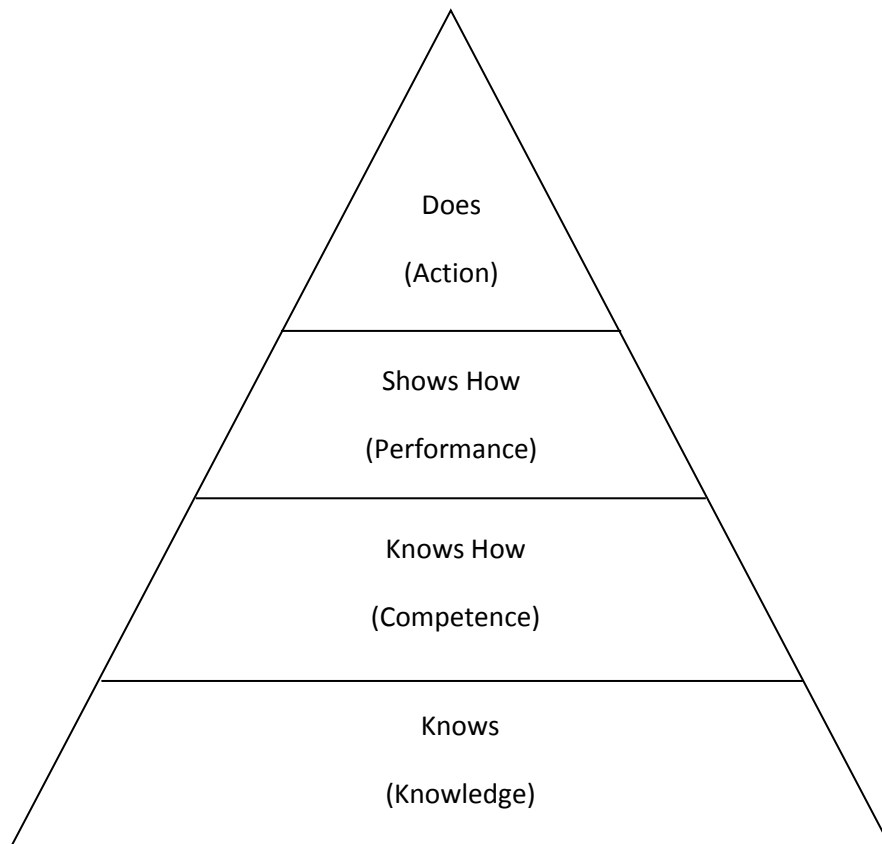 Does
(Action)
Shows How
(Performance)
Knows How
(Competence)
Knows
(Knowledge)